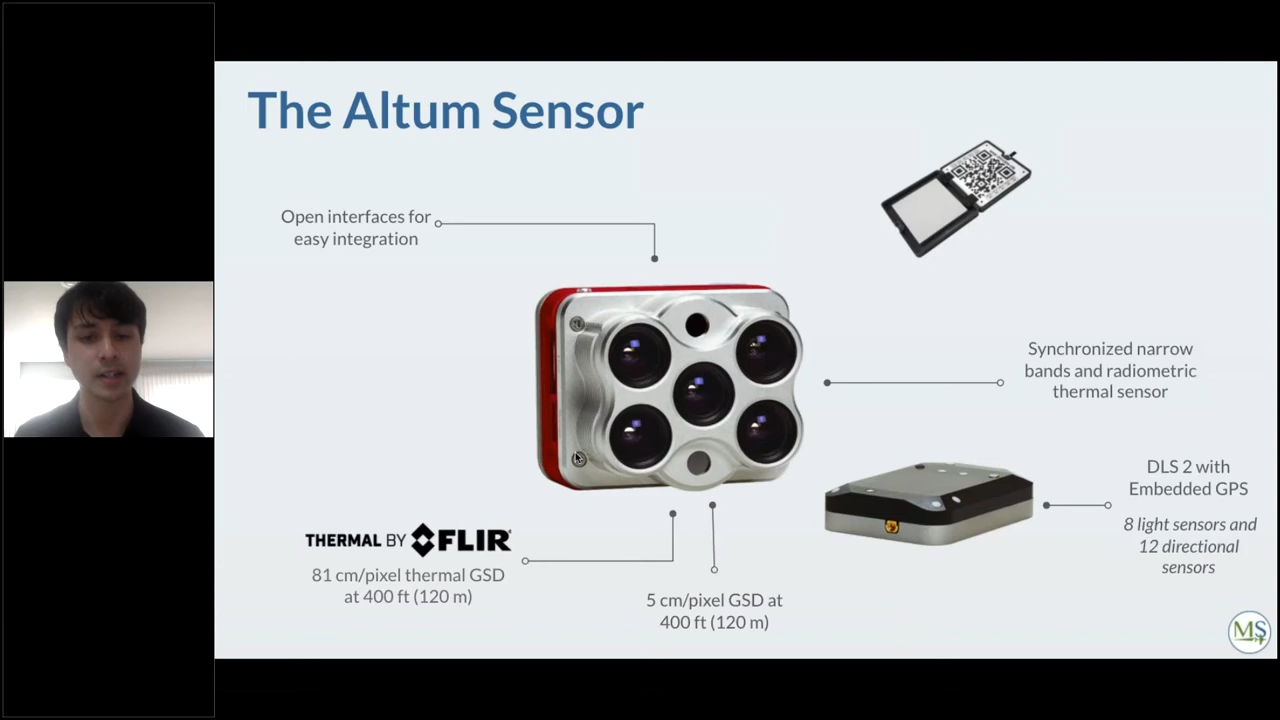 The Altum Sensor
Open interfaces for
easy integration
Synchronized narrow
bands and radiometric
thermal sensor
DLS 2 with
Embedded GPS
8 light sensors and
12 directional
sensors
THERMAL BY FLIR
81 cm/pixel thermal GSD
at 400 ft (120 m)
5 cm/pixel GSD at
400 ft (120 m)
MS